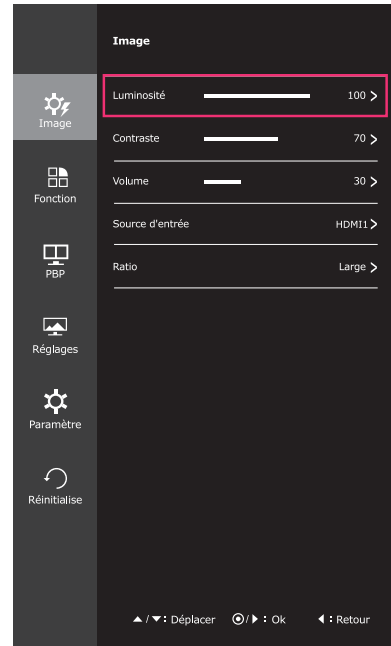 Image
Image
Luminosité 100 >
Contraste 70 >
Fonction
Volume 30 >
Source d'entrée HDMI1 >
PBP
Ratio Large >
Réglages
Paramètre
Réinitialise
▲/▼: Déplacer ⦿/▶ : Ok ◀ : Retour